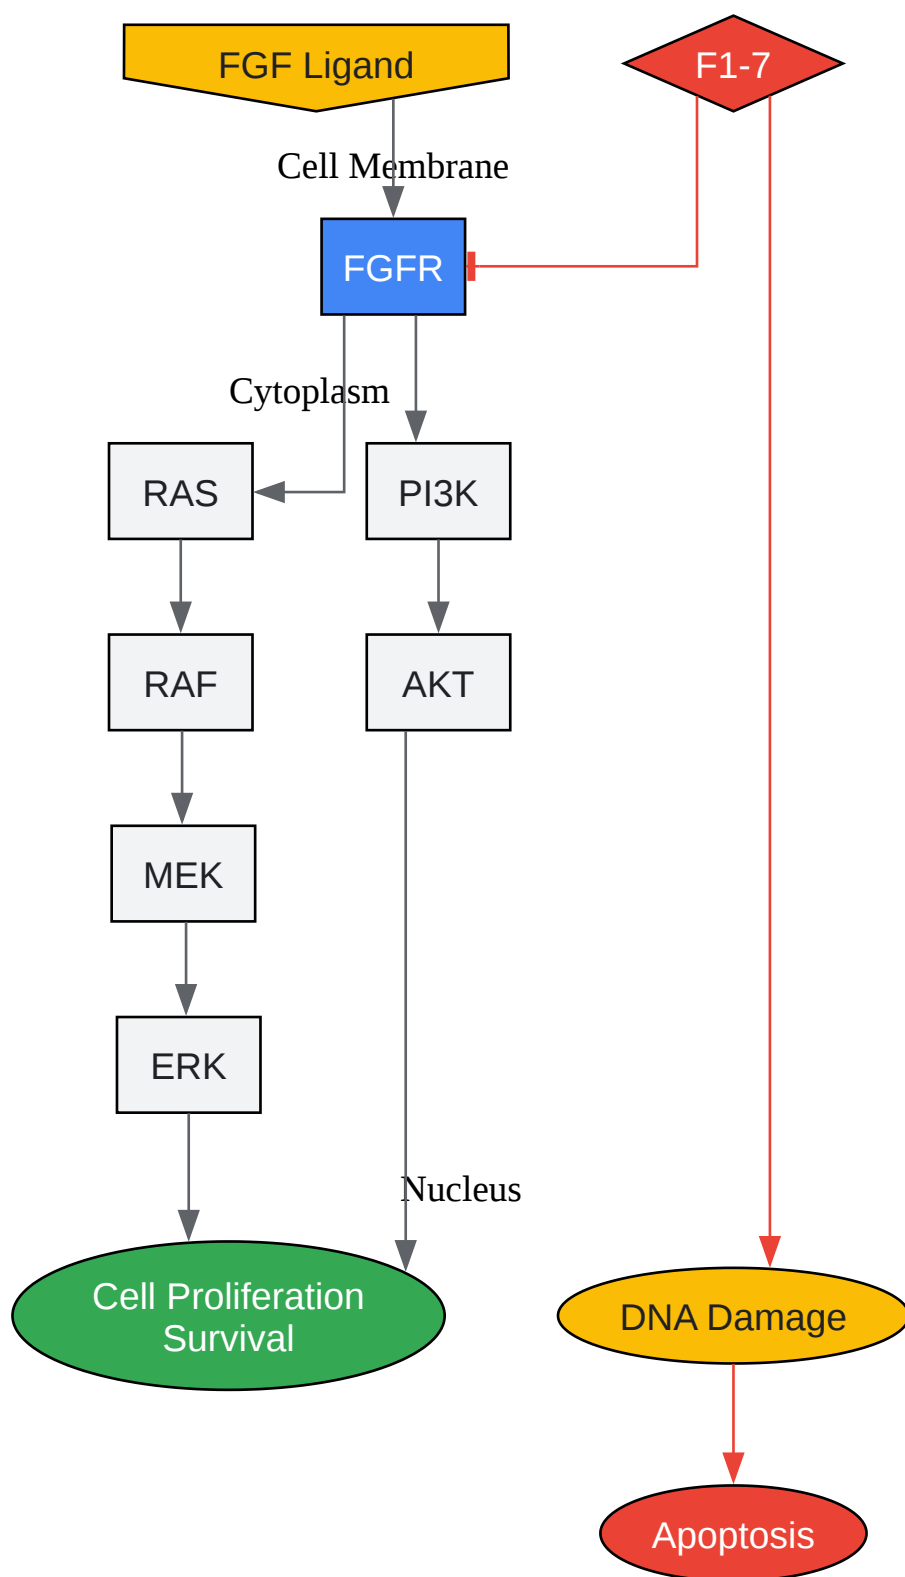 FGF Ligand
F1-7
Cell Membrane
FGFR
Cytoplasm
RAS
PI3K
RAF
AKT
MEK
ERK
Nucleus
Cell Proliferation
Survival
DNA Damage
Apoptosis